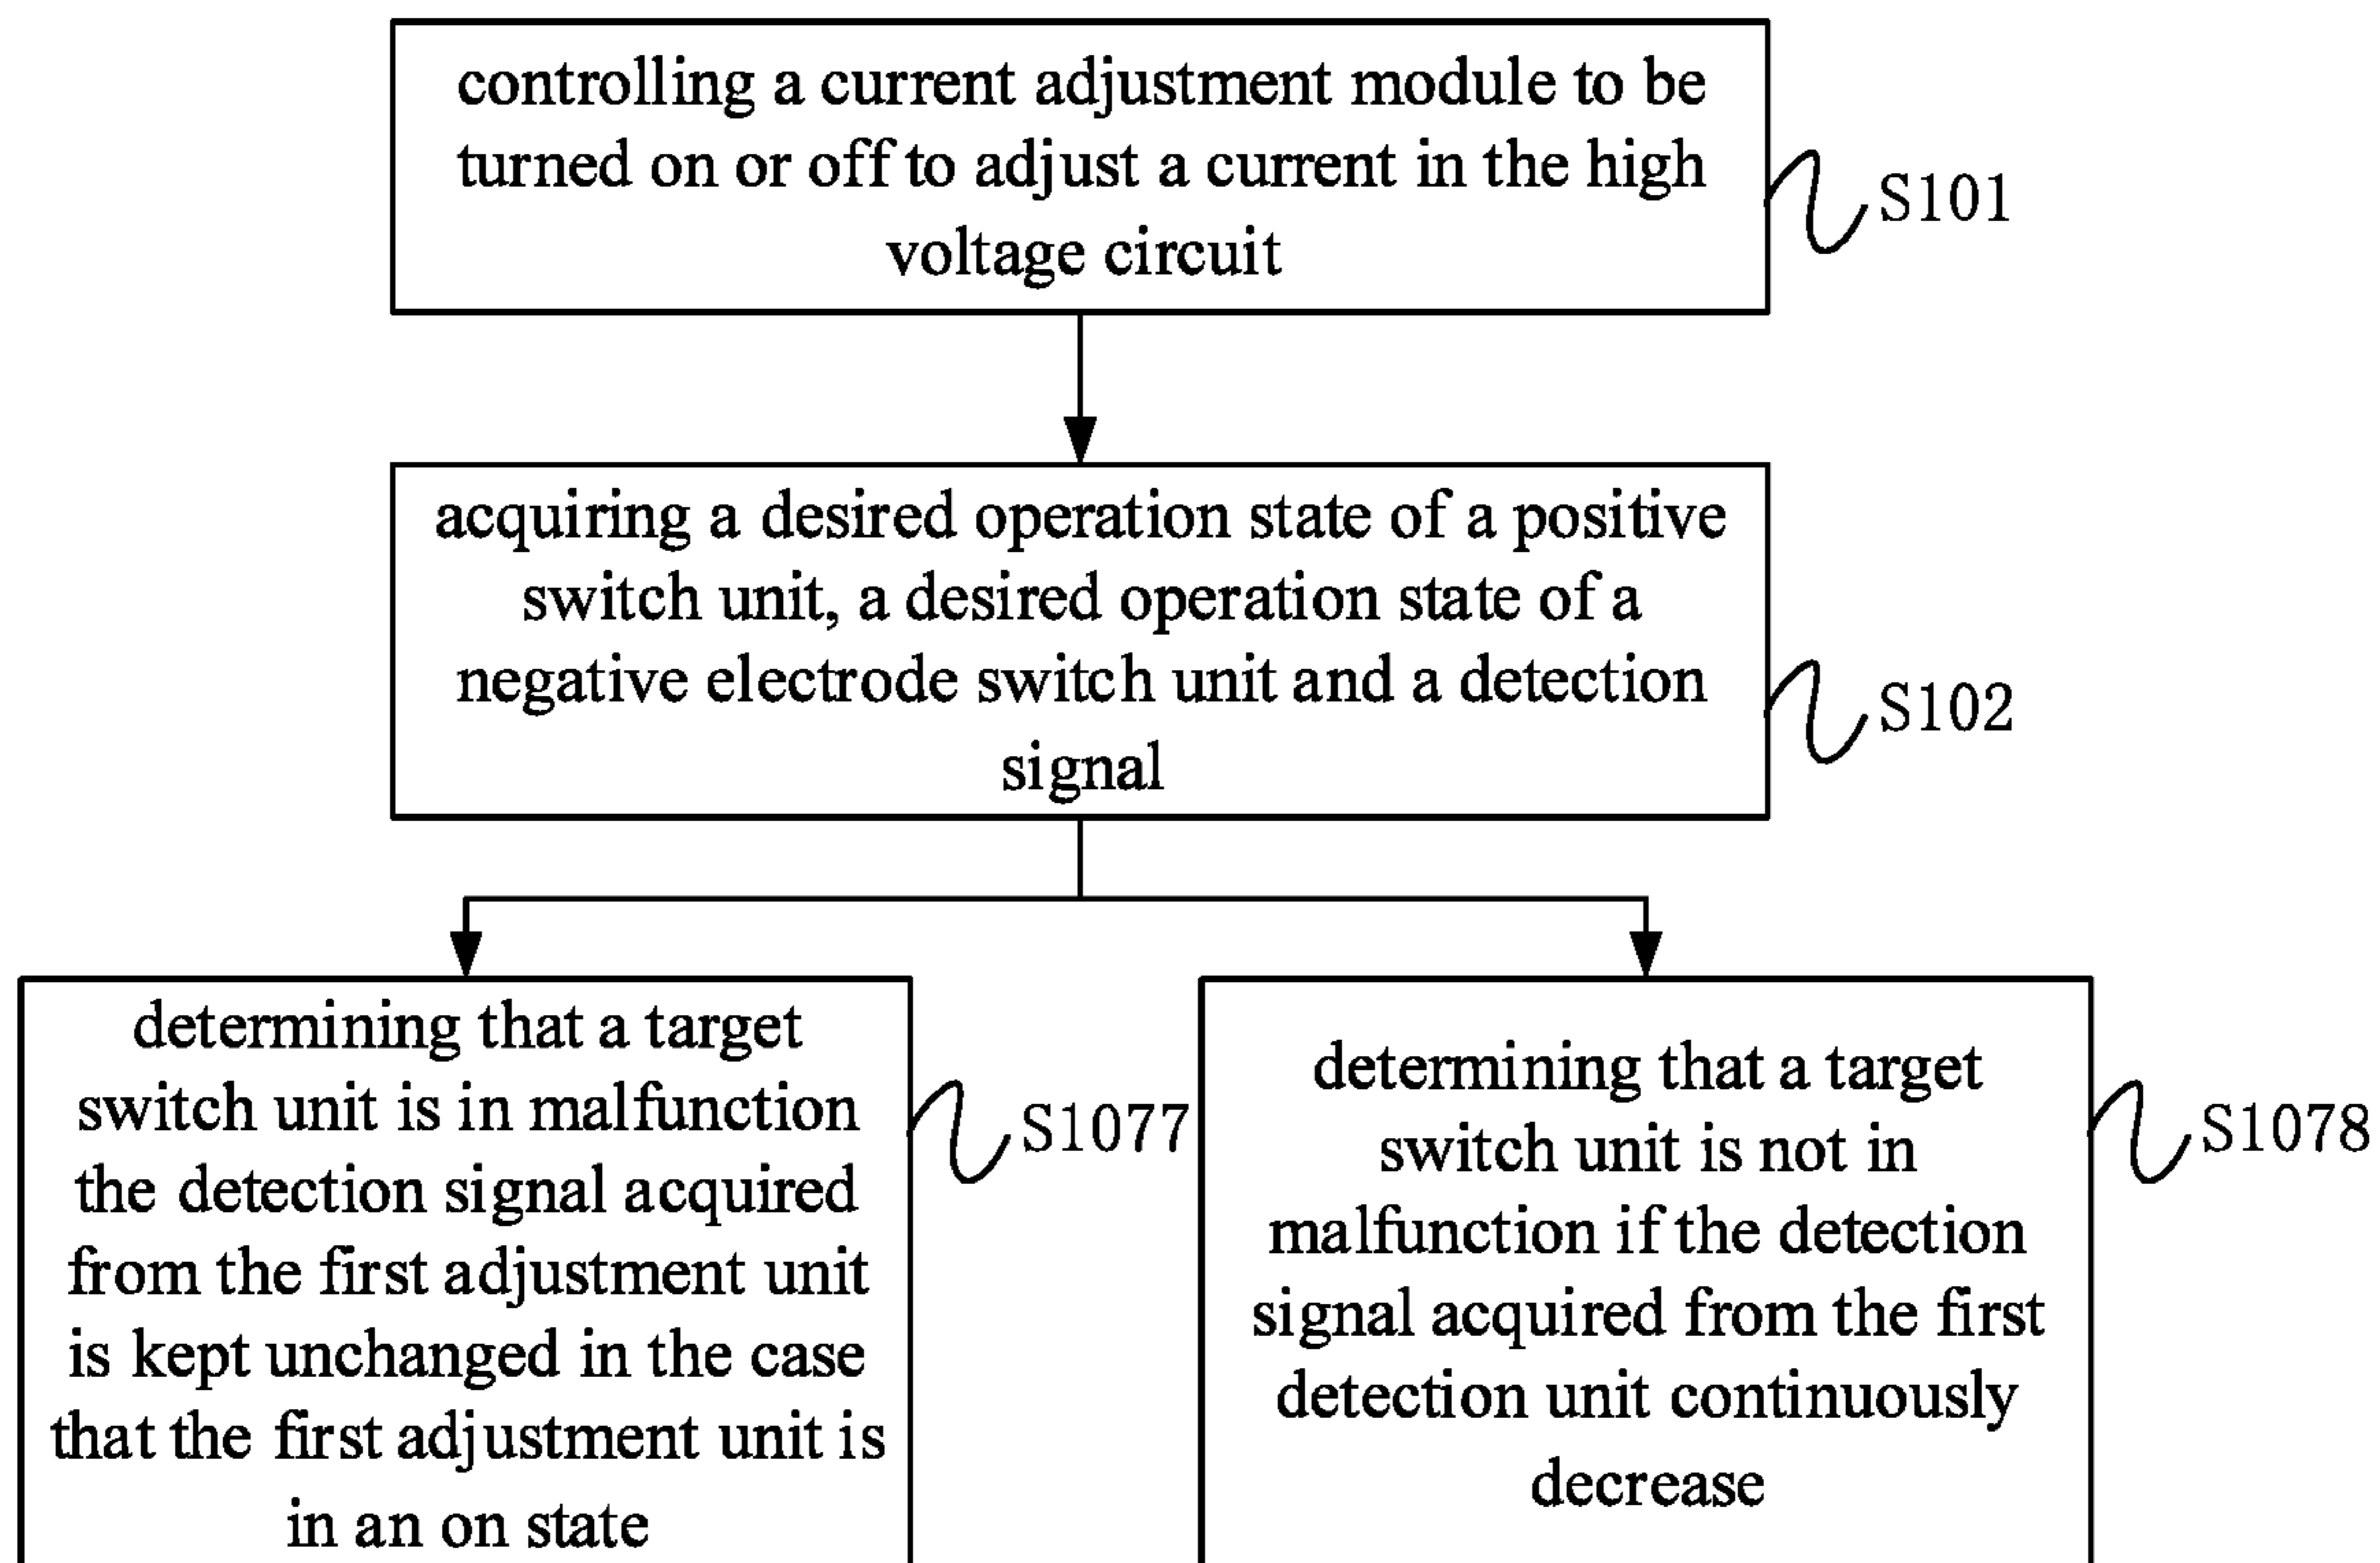 controlling a current adjustment module to be
turned on or off to adjust a current in the high
voltage circuit
S101
acquiring a desired operation state of a positive
switch unit, a desired operation state of a
negative electrode switch unit and a detection
signal
S102
determining that a target
switch unit is in malfunction
the detection signal acquired
from the first adjustment unit
is kept unchanged in the case
that the first adjustment unit is
in an on state
S1077
determining that a target
switch unit is not in
malfunction if the detection
signal acquired from the first
detection unit continuously
decrease
S1078